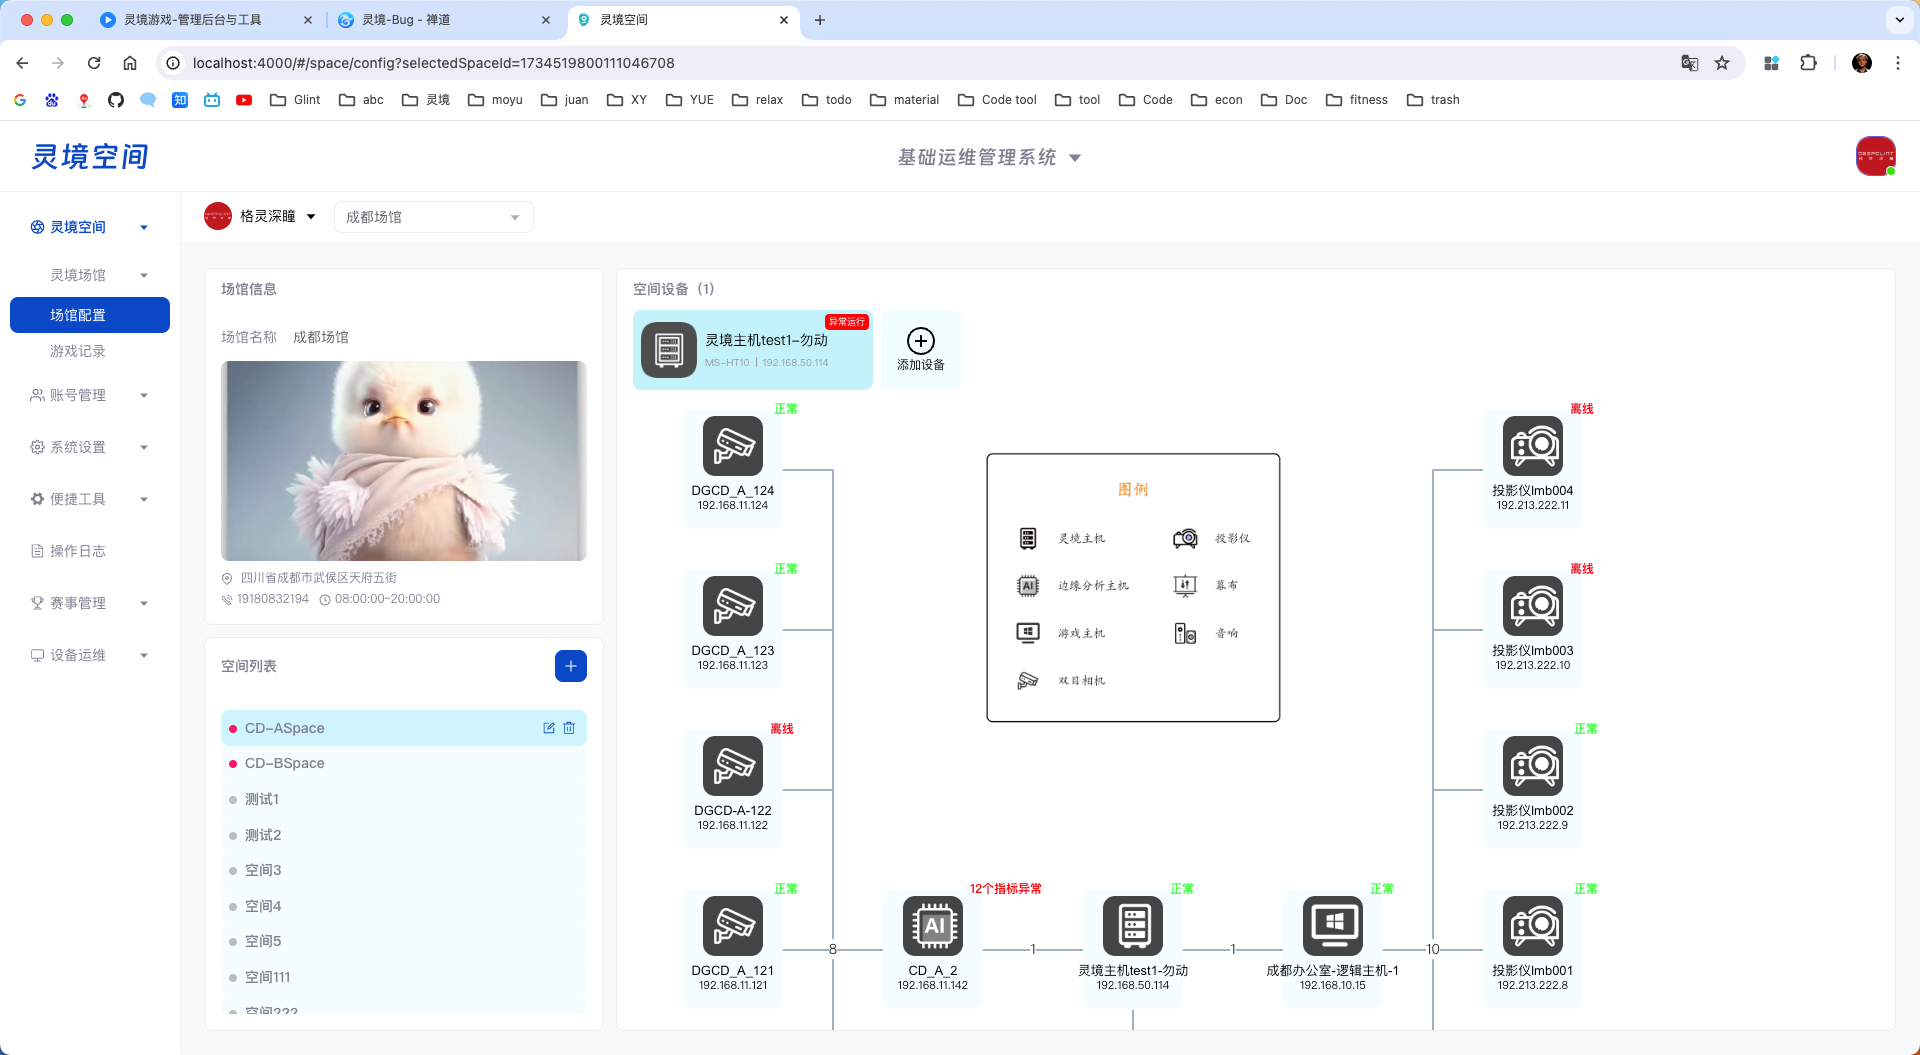 灵境游戏-管理后台与工具
灵境-Bug - 禅道
灵境空间
localhost:4000/#/space/config?selectedSpaceId=1734519800111046708
Glint
abc
灵境
moyu
juan
XY
YUE
relax
todo
material
Code tool
tool
Code
econ
Doc
fitness
trash
灵境空间
基础运维管理系统
格灵深瞳
成都场馆
灵境空间
灵境场馆
场馆配置
游戏记录
账号管理
系统设置
便捷工具
操作日志
赛事管理
设备运维
场馆信息
场馆名称 成都场馆
四川省成都市武侯区天府五街
19180832194 08:00:00~20:00:00
空间列表
CD-ASpace
CD-BSpace
测试1
测试2
空间3
空间4
空间5
空间111
空间222
空间设备（1）
异常运行
灵境主机test1-勿动
MS-HT10 | 192.168.50.114
添加设备
正常
DGCD_A_124
192.168.11.124
正常
DGCD_A_123
192.168.11.123
离线
DGCD-A-122
192.168.11.122
正常
DGCD_A_121
192.168.11.121
图例
灵境主机
投影仪
边缘分析主机
幕布
游戏主机
音响
双目相机
8
12个指标异常
CD_A_2
192.168.11.142
1
正常
灵境主机test1-勿动
192.168.50.114
1
正常
成都办公室-逻辑主机-1
192.168.10.15
10
离线
投影仪lmb004
192.213.222.11
离线
投影仪lmb003
192.213.222.10
正常
投影仪lmb002
192.213.222.9
正常
投影仪lmb001
192.213.222.8